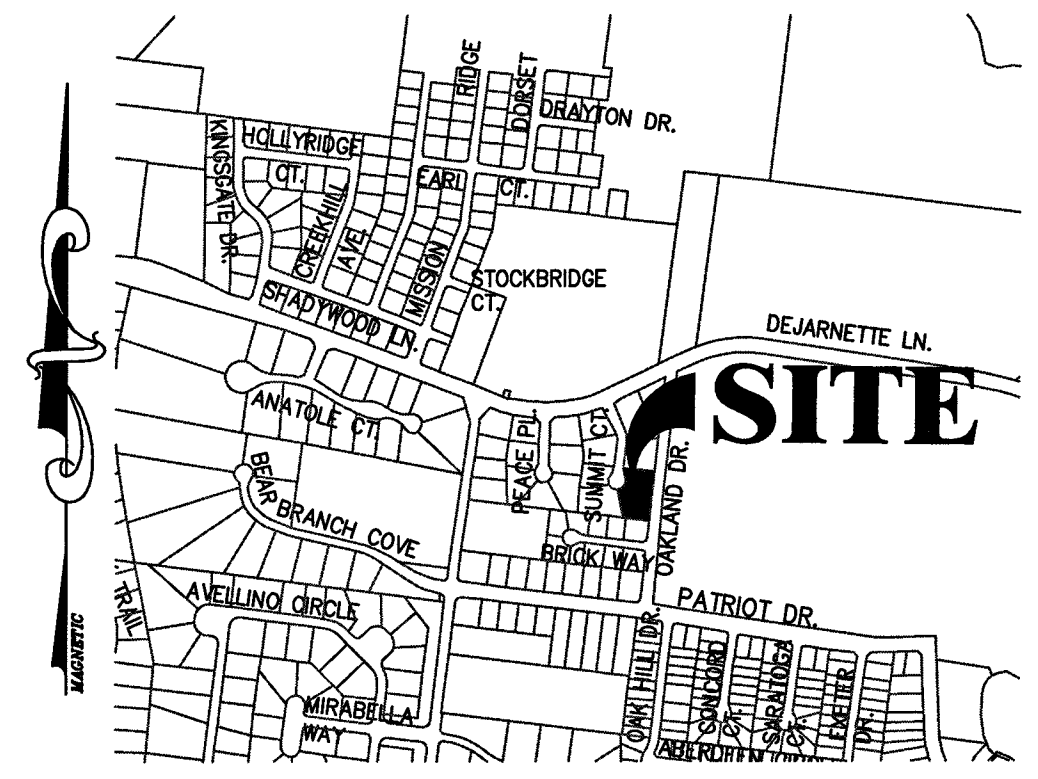 RIDGE
DORSET
DRAYTON DR.
KINGSGATE DR.
HOLLYRIDGE
CT.
EARL CT.
CREEKHILL
AVE.
MISSION
STOCKBRIDGE
CT.
SHADYWOOD LN.
DEJARNETTE LN.
SITE
ANATOLE CT.
PEACE PL.
SUMMIT CT.
OAKLAND DR.
BEAR BRANCH COVE
BRICK WAY
TRAIL
AVELLINO CIRCLE
PATRIOT DR.
MAGNETIC
OAK HILL DR.
CONCORD
CT.
SARATOGA
CT.
EXETER
DR.
MIRABELLA
WAY